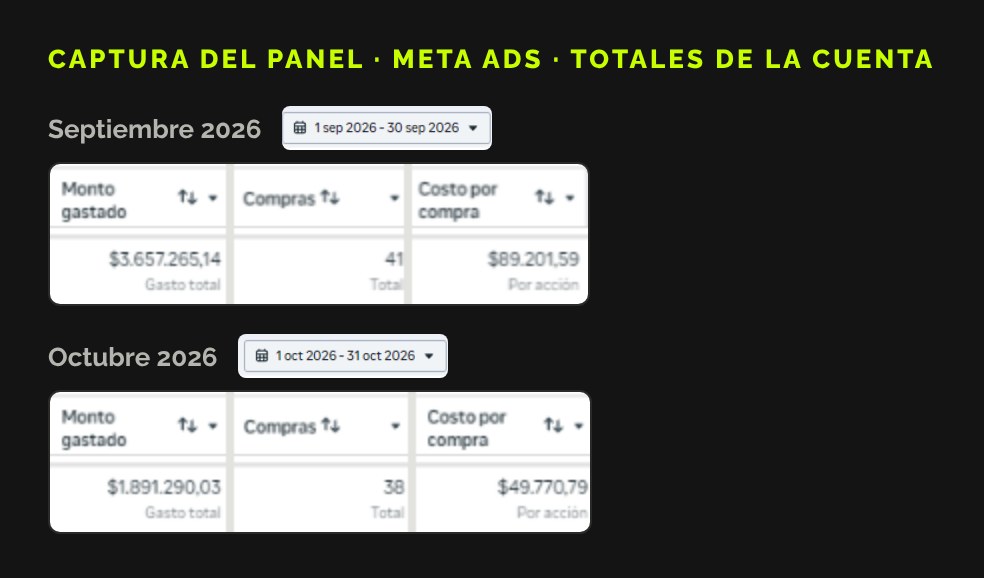 CAPTURA DEL PANEL · META ADS · TOTALES DE LA CUENTA
Septiembre 2026
1 sep 2026 - 30 sep 2026
Monto gastado
Compras
Costo por compra
$3.657.265,14
41
$89.201,59
Gasto total
Total
Por acción
Octubre 2026
1 oct 2026 - 31 oct 2026
Monto gastado
Compras
Costo por compra
$1.891.290,03
38
$49.770,79
Gasto total
Total
Por acción